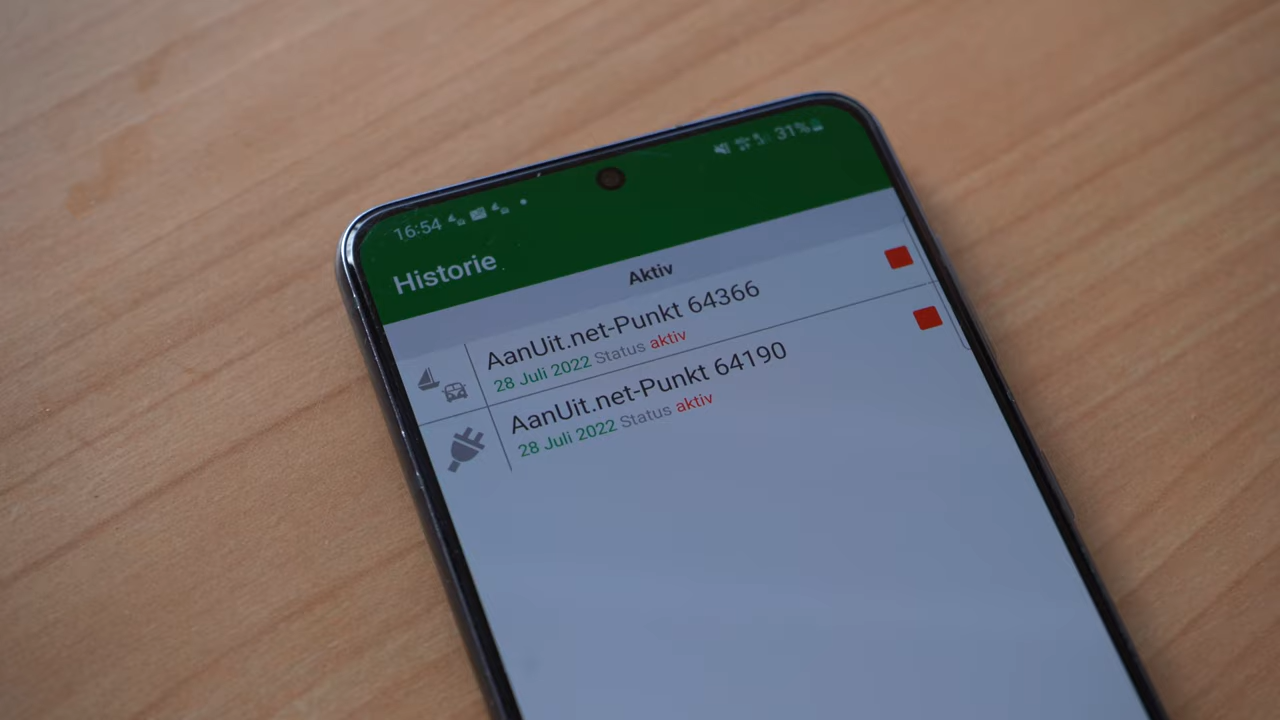 16:54
31%
Historie
Aktiv
AanUit.net-Punkt 64366
28 Juli 2022 Status aktiv
AanUit.net-Punkt 64190
28 Juli 2022 Status aktiv